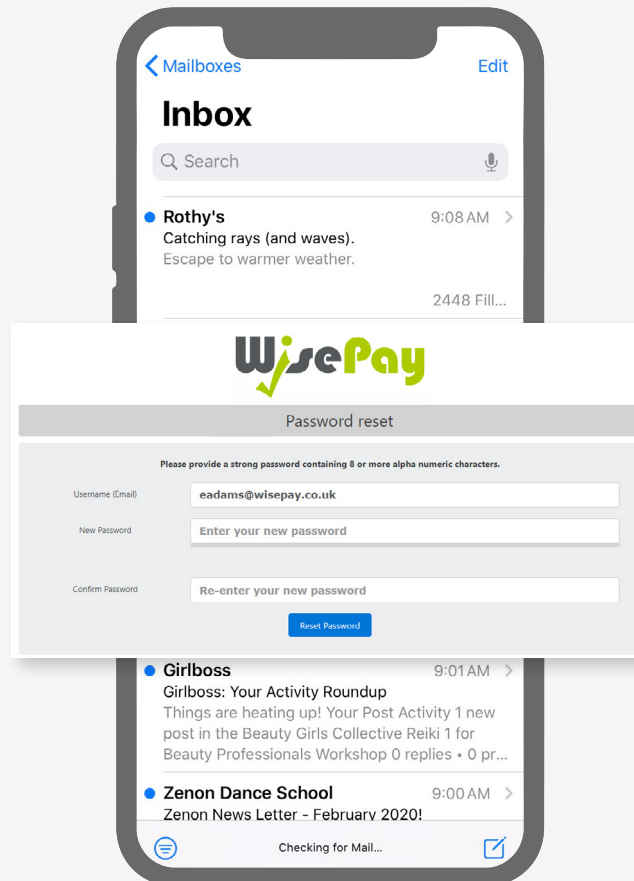 Mailboxes Edit
Inbox
Search
Rothy's 9:08 AM
Catching rays (and waves).
Escape to warmer weather.
2448 Fill...
WisePay
Password reset
Please provide a strong password containing 8 or more alpha numeric characters.
Username (Email) eadams@wisepay.co.uk
New Password Enter your new password
Confirm Password Re-enter your new password
Reset Password
Girlboss 9:01 AM
Girlboss: Your Activity Roundup
Things are heating up! Your Post Activity 1 new
post in the Beauty Girls Collective Reiki 1 for
Beauty Professionals Workshop 0 replies • 0 pr...
Zenon Dance School 9:00 AM
Zenon News Letter - February 2020!
Checking for Mail...